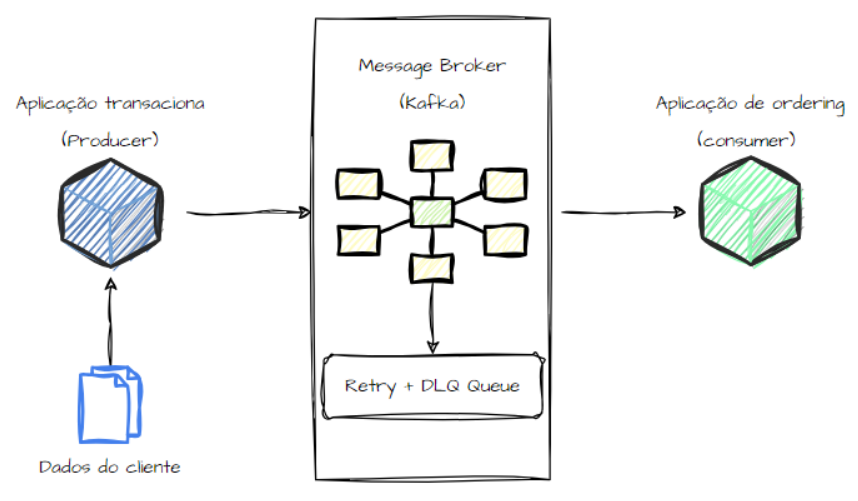 Message Broker
(Kafka)
Aplicação transaciona
(Producer)
Aplicação de ordering
(consumer)
Retry + DLQ Queue
Dados do cliente